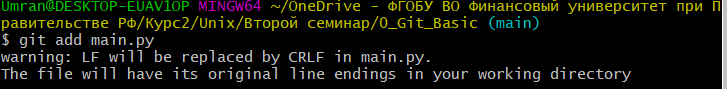 Umran@DESKTOP-EUAV1OP MINGW64 ~/OneDrive - ФГОБУ ВО Финансовый университет при П
равительстве РФ/Курс2/Unix/Второй семинар/O_Git_Basic (main)
$ git add main.py
warning: LF will be replaced by CRLF in main.py.
The file will have its original line endings in your working directory